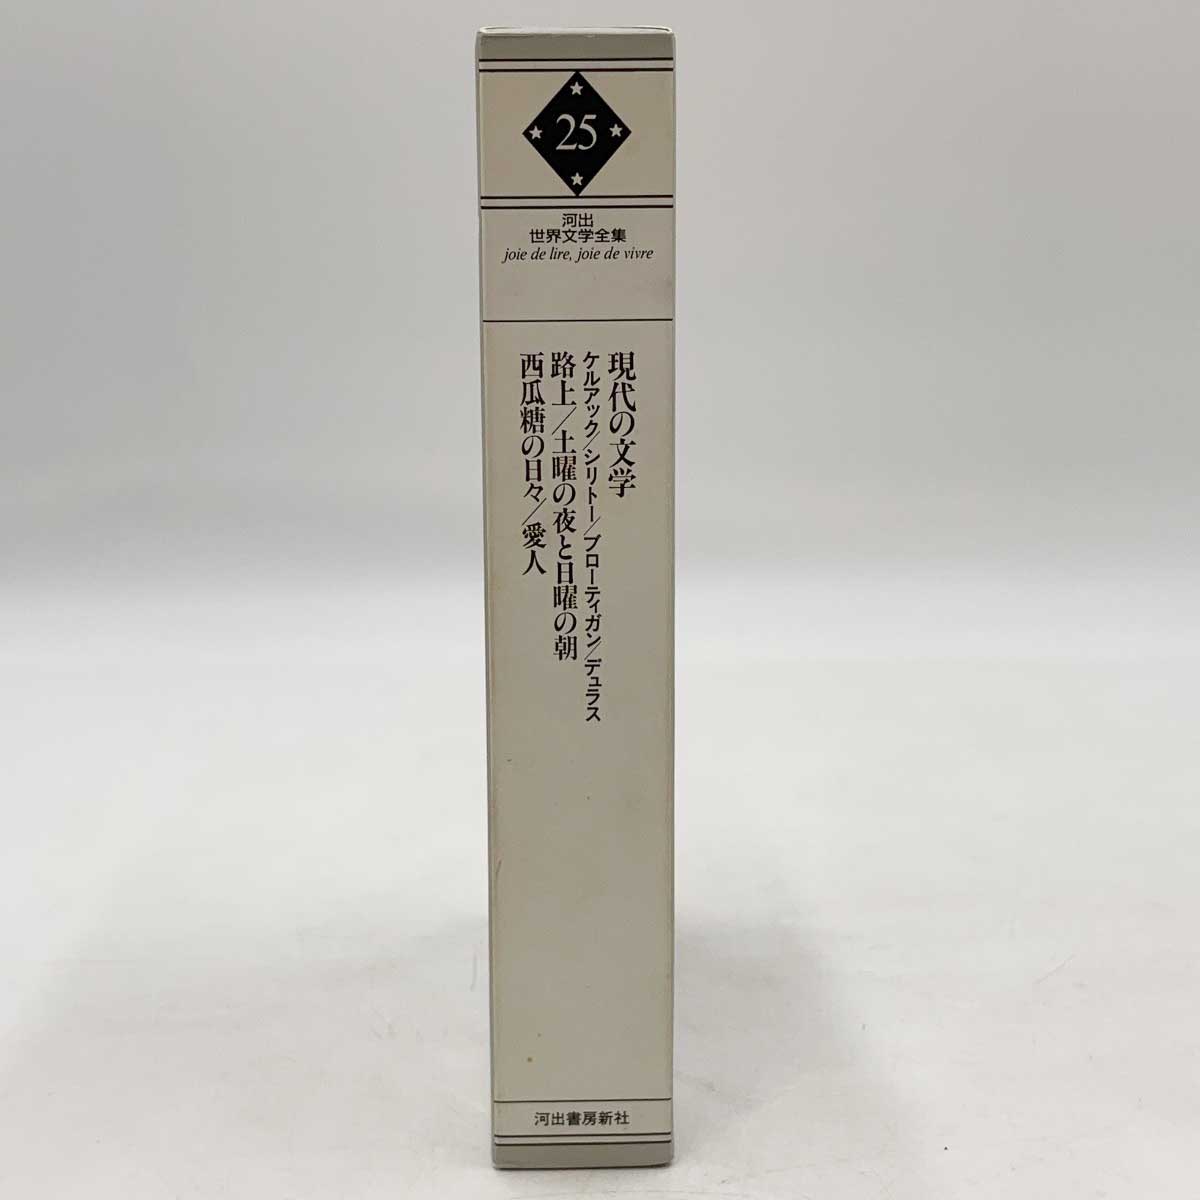 25
河出
世界文学全集
joie de lire, joie de vivre
現代の文学
ケルアック/シリトー/ブローティガン/デュラス
路上/土曜の夜と日曜の朝
西瓜糖の日々/愛人
河出書房新社